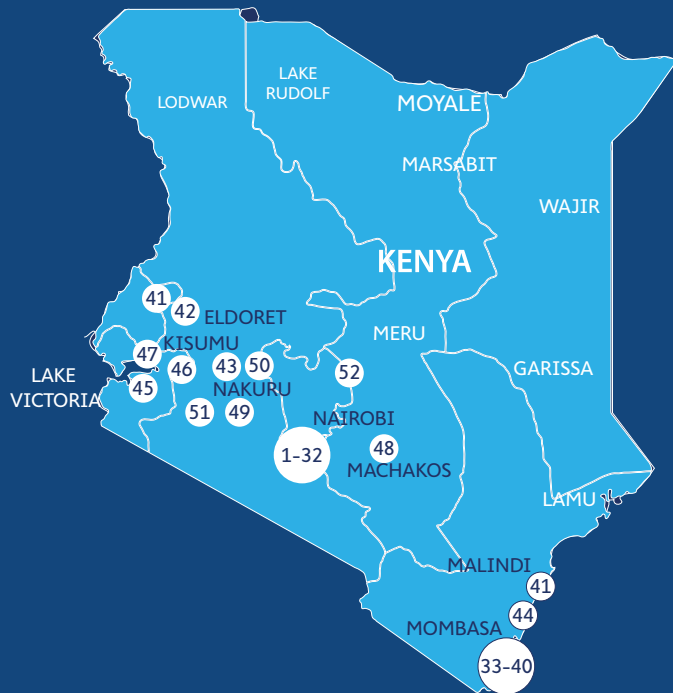 LAKE
RUDOLF
LODWAR
MOYALE
MARSABIT
WAJIR
KENYA
41
42
ELDORET
MERU
KISUMU
47
46
43
50
52
GARISSA
LAKE
VICTORIA
45
NAKURU
51
49
NAIROBI
1-32
48
MACHAKOS
LAMU
MALINDI
41
44
MOMBASA
33-40